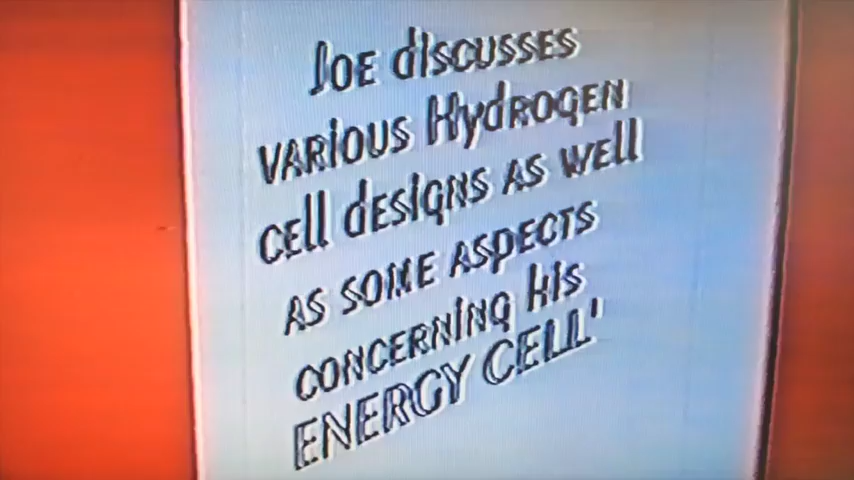 JOE discusses
various Hydrogen
cell designs as well
as some aspects
concerning his
ENERGY CELL'